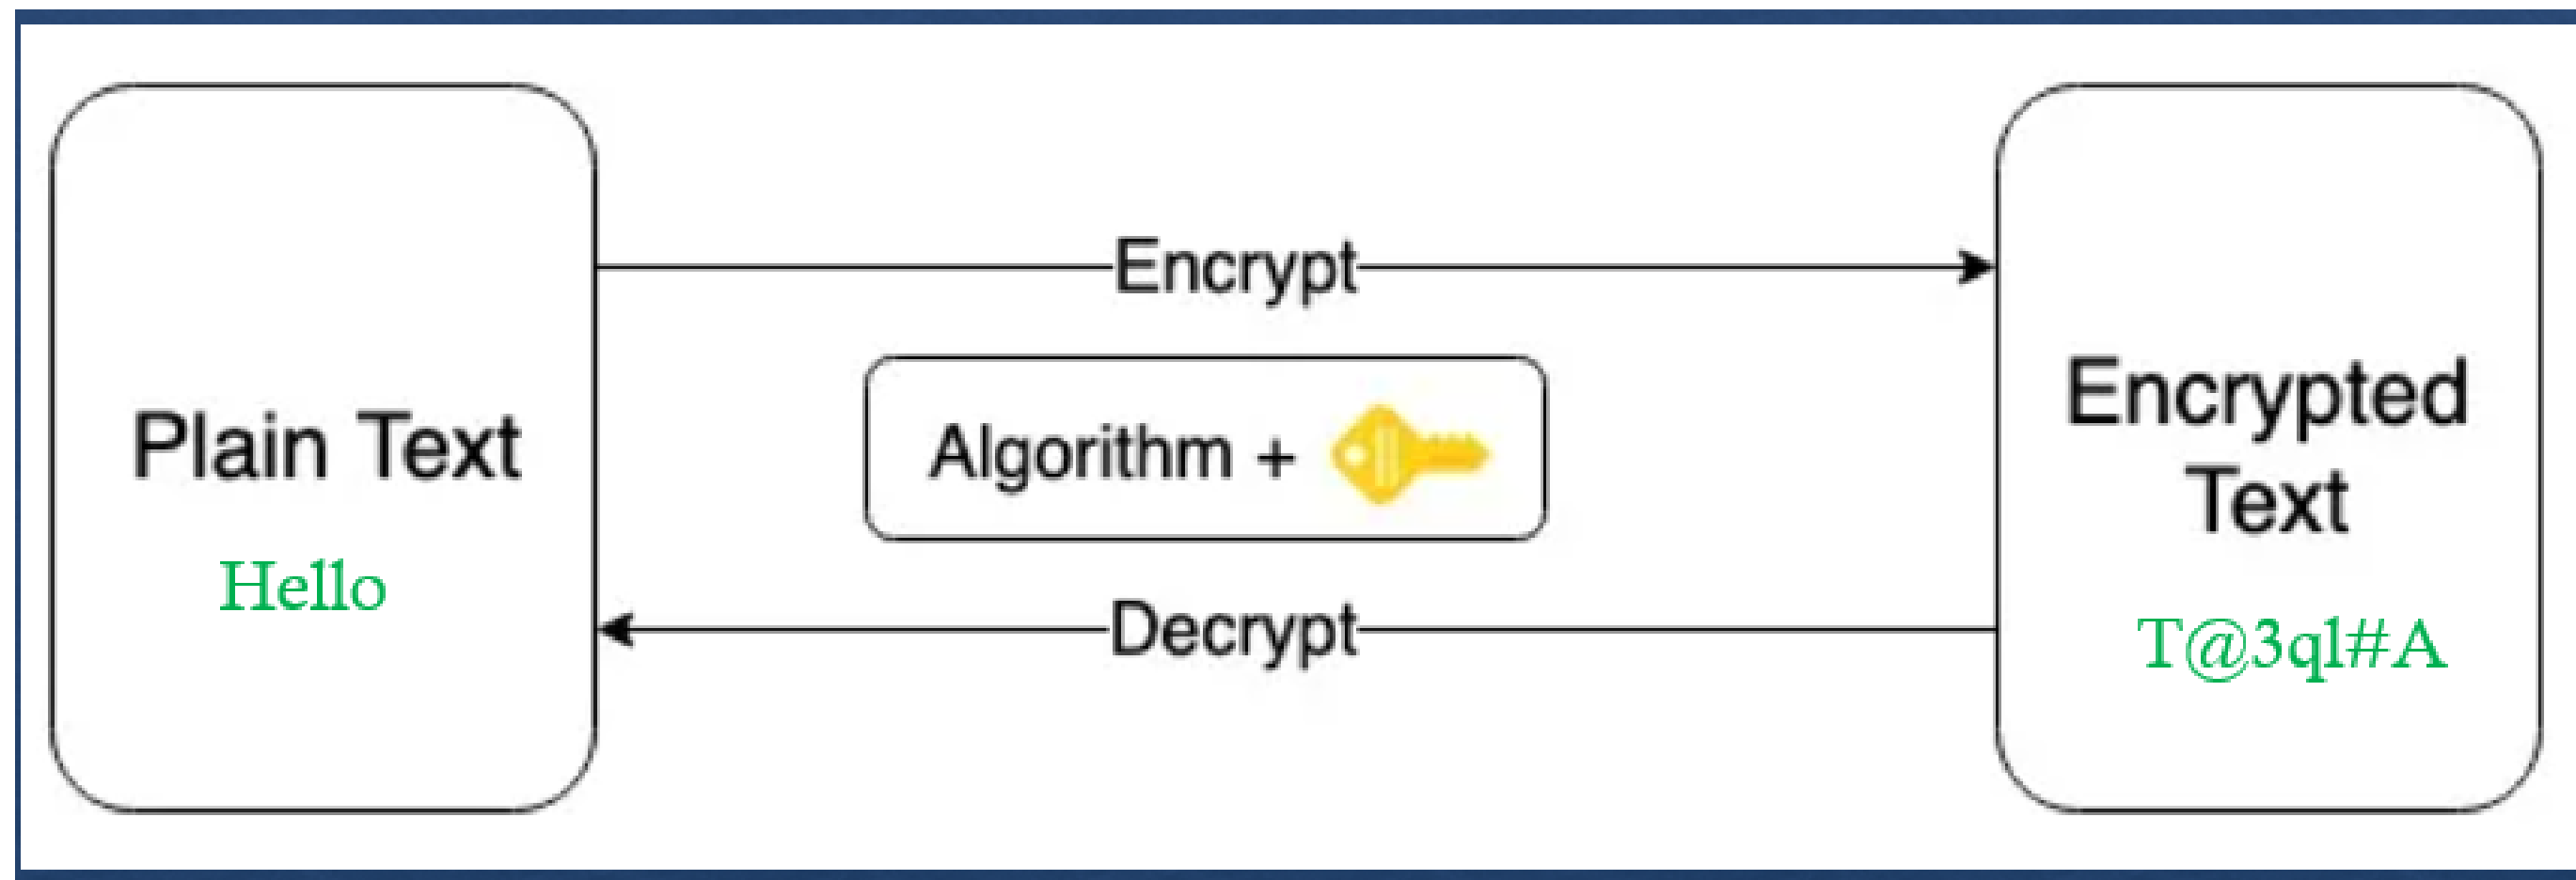 Plain Text
Hello
Encrypt
Algorithm +
Decrypt
Encrypted
Text
T@3ql#A